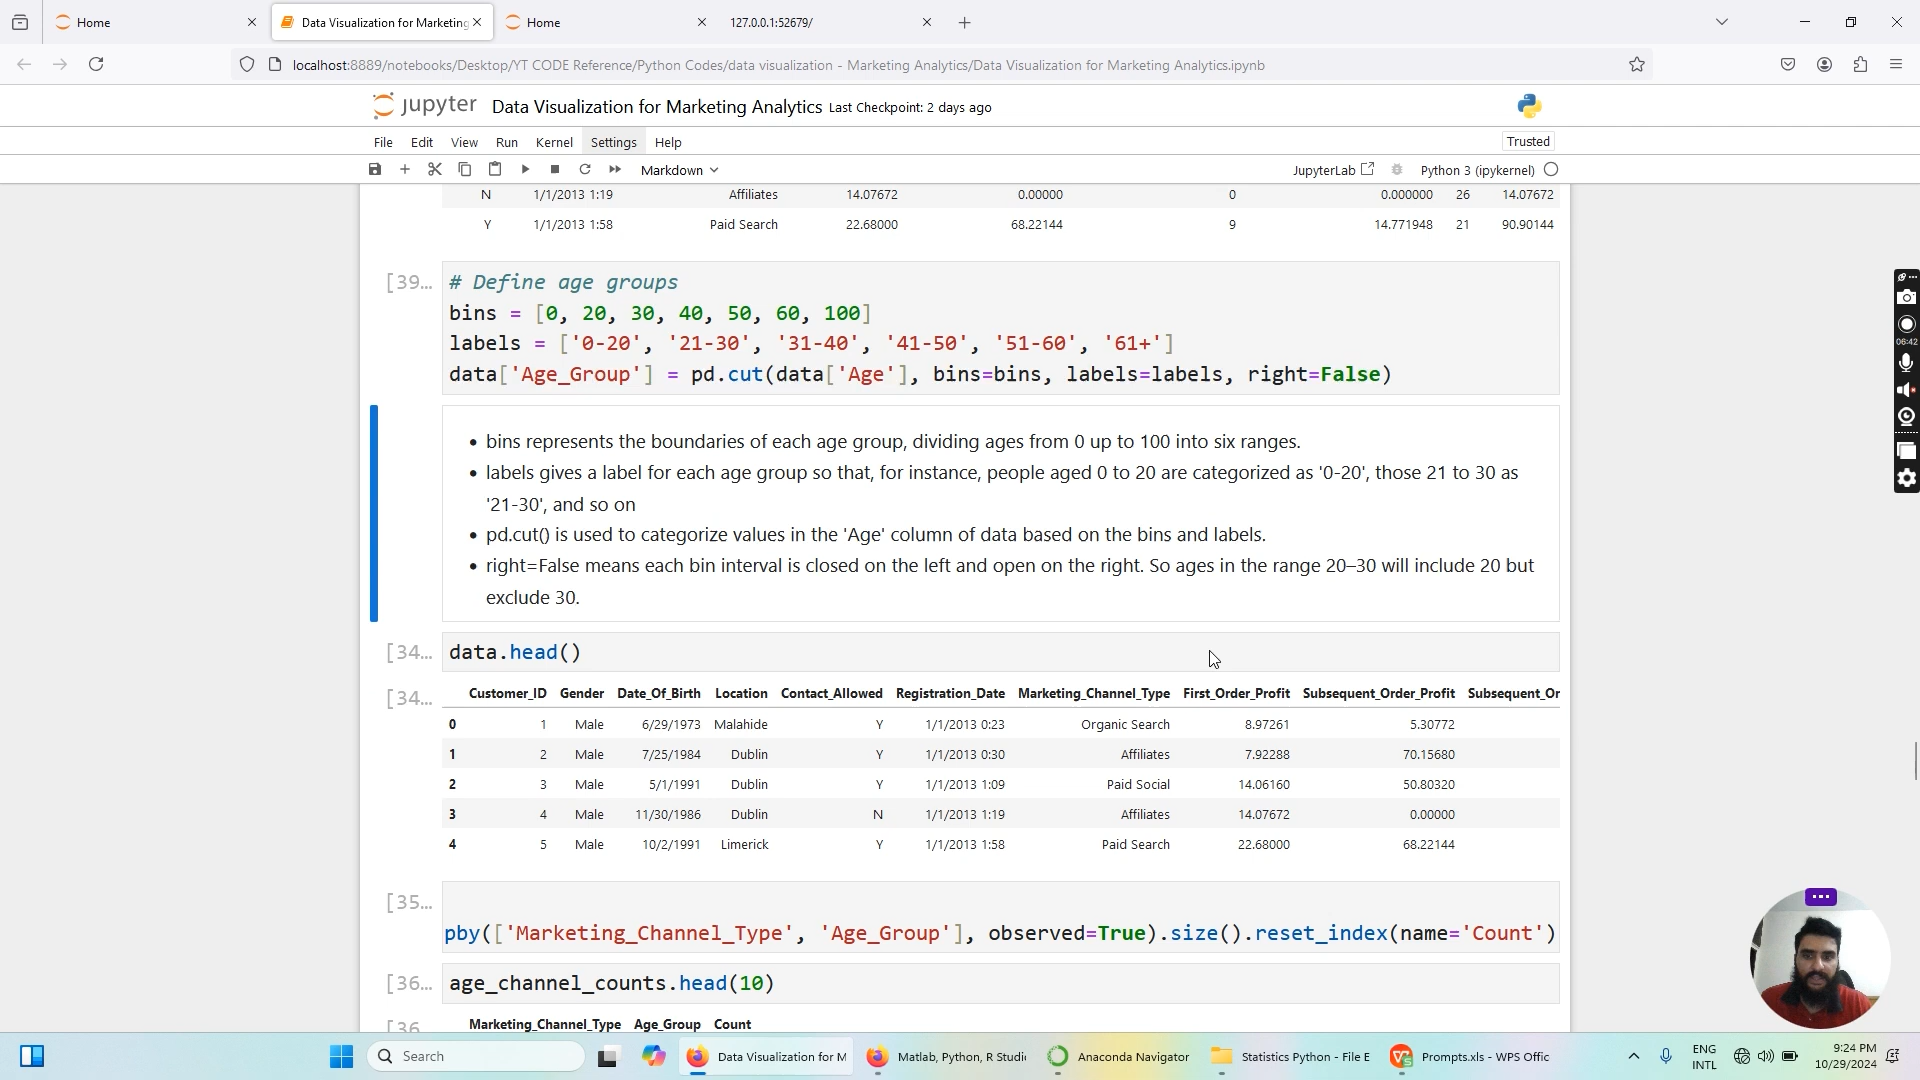 Home
Data Visualization for Marketing
Home
127.0.0.1:52679/
localhost:8889/notebooks/Desktop/YT CODE Reference/Python Codes/data visualization - Marketing Analytics/Data Visualization for Marketing Analytics.ipynb
jupyter Data Visualization for Marketing Analytics Last Checkpoint: 2 days ago
File Edit View Run Kernel Settings Help Trusted
Markdown JupyterLab Python 3 (ipykernel)
N 1/1/2013 1:19 Affiliates 14.07672 0.00000 0 0.000000 26 14.07672
Y 1/1/2013 1:58 Paid Search 22.68000 68.22144 9 14.771948 21 90.90144
[39… # Define age groups
bins = [0, 20, 30, 40, 50, 60, 100]
labels = ['0-20', '21-30', '31-40', '41-50', '51-60', '61+']
data['Age_Group'] = pd.cut(data['Age'], bins=bins, labels=labels, right=False)
• bins represents the boundaries of each age group, dividing ages from 0 up to 100 into six ranges.
• labels gives a label for each age group so that, for instance, people aged 0 to 20 are categorized as '0-20', those 21 to 30 as
'21-30', and so on
• pd.cut() is used to categorize values in the 'Age' column of data based on the bins and labels.
• right=False means each bin interval is closed on the left and open on the right. So ages in the range 20–30 will include 20 but
exclude 30.
[34… data.head()
[34… Customer_ID Gender Date_Of_Birth Location Contact_Allowed Registration_Date Marketing_Channel_Type First_Order_Profit Subsequent_Order_Profit Subsequent_Or
0 1 Male 6/29/1973 Malahide Y 1/1/2013 0:23 Organic Search 8.97261 5.30772
1 2 Male 7/25/1984 Dublin Y 1/1/2013 0:30 Affiliates 7.92288 70.15680
2 3 Male 5/1/1991 Dublin Y 1/1/2013 1:09 Paid Social 14.06160 50.80320
3 4 Male 11/30/1986 Dublin N 1/1/2013 1:19 Affiliates 14.07672 0.00000
4 5 Male 10/2/1991 Limerick Y 1/1/2013 1:58 Paid Search 22.68000 68.22144
[35…
pby(['Marketing_Channel_Type', 'Age_Group'], observed=True).size().reset_index(name='Count')
[36… age_channel_counts.head(10)
[36 Marketing_Channel_Type Age_Group Count
06:42
Search
Data Visualization for M
Matlab, Python, R Studi
Anaconda Navigator
Statistics Python - File E
Prompts.xls - WPS Offic
ENG
INTL
9:24 PM
10/29/2024